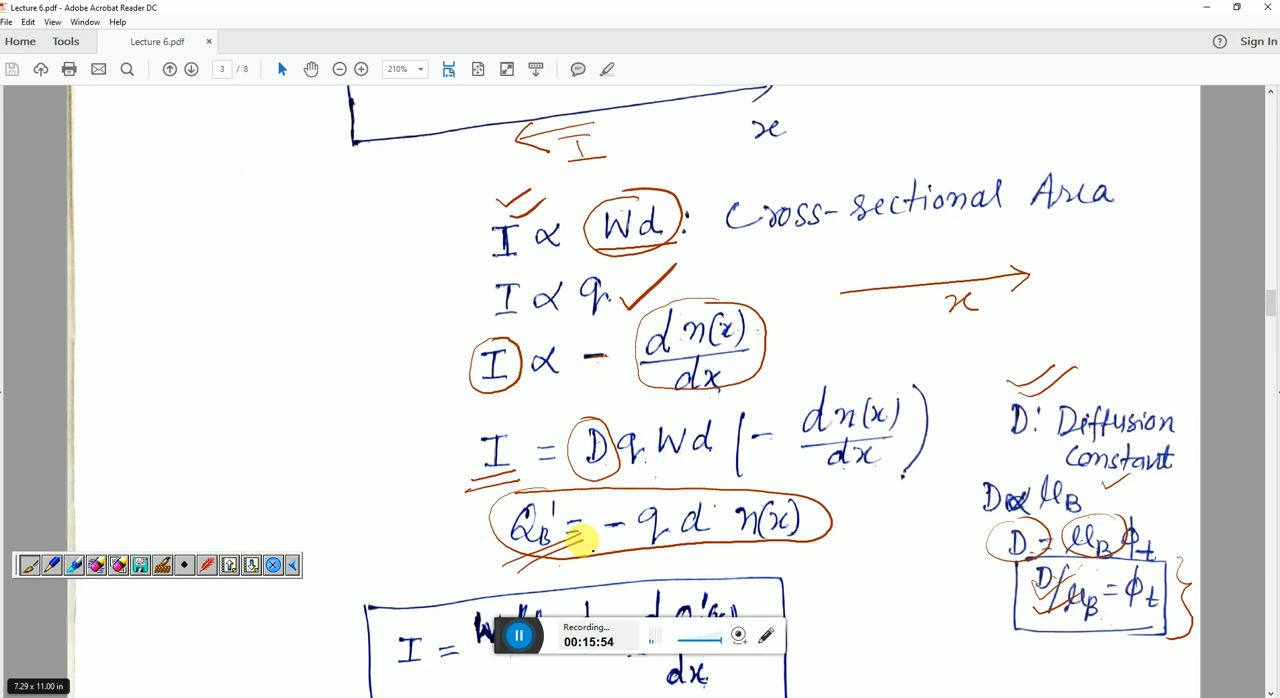 Lecture 6.pdf - Adobe Acrobat Reader DC
File Edit View Window Help
Home Tools Lecture 6.pdf × Sign In
3 / 8 210%
x
I
I ∝ Wd : Cross-sectional Area
I ∝ q
x
I ∝ - d n(x)/dx
I = D q Wd (- dn(x)/dx)
D: Diffusion
Constant
D ∝ μB
QB' = - q d n(x)
D = μB ϕt
D/μB = ϕt
I = W
dx
Recording...
00:15:54
7.29 x 11.00 in